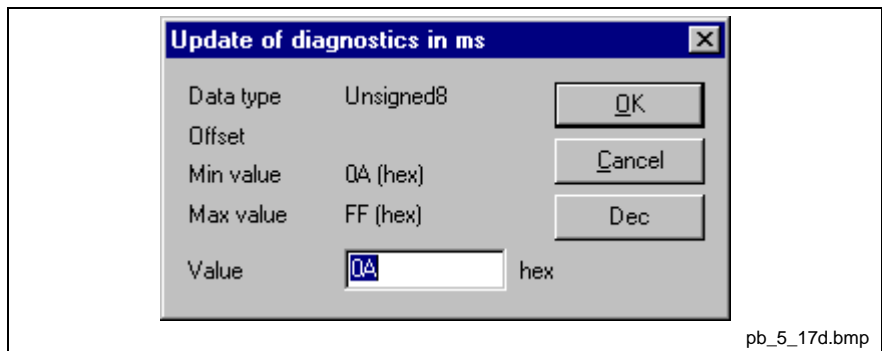 Update of diagnostics in ms
Data type Unsigned8 OK
Offset
Min value 0A (hex) Cancel
Max value FF (hex) Dec
Value 0A hex
pb_5_17d.bmp